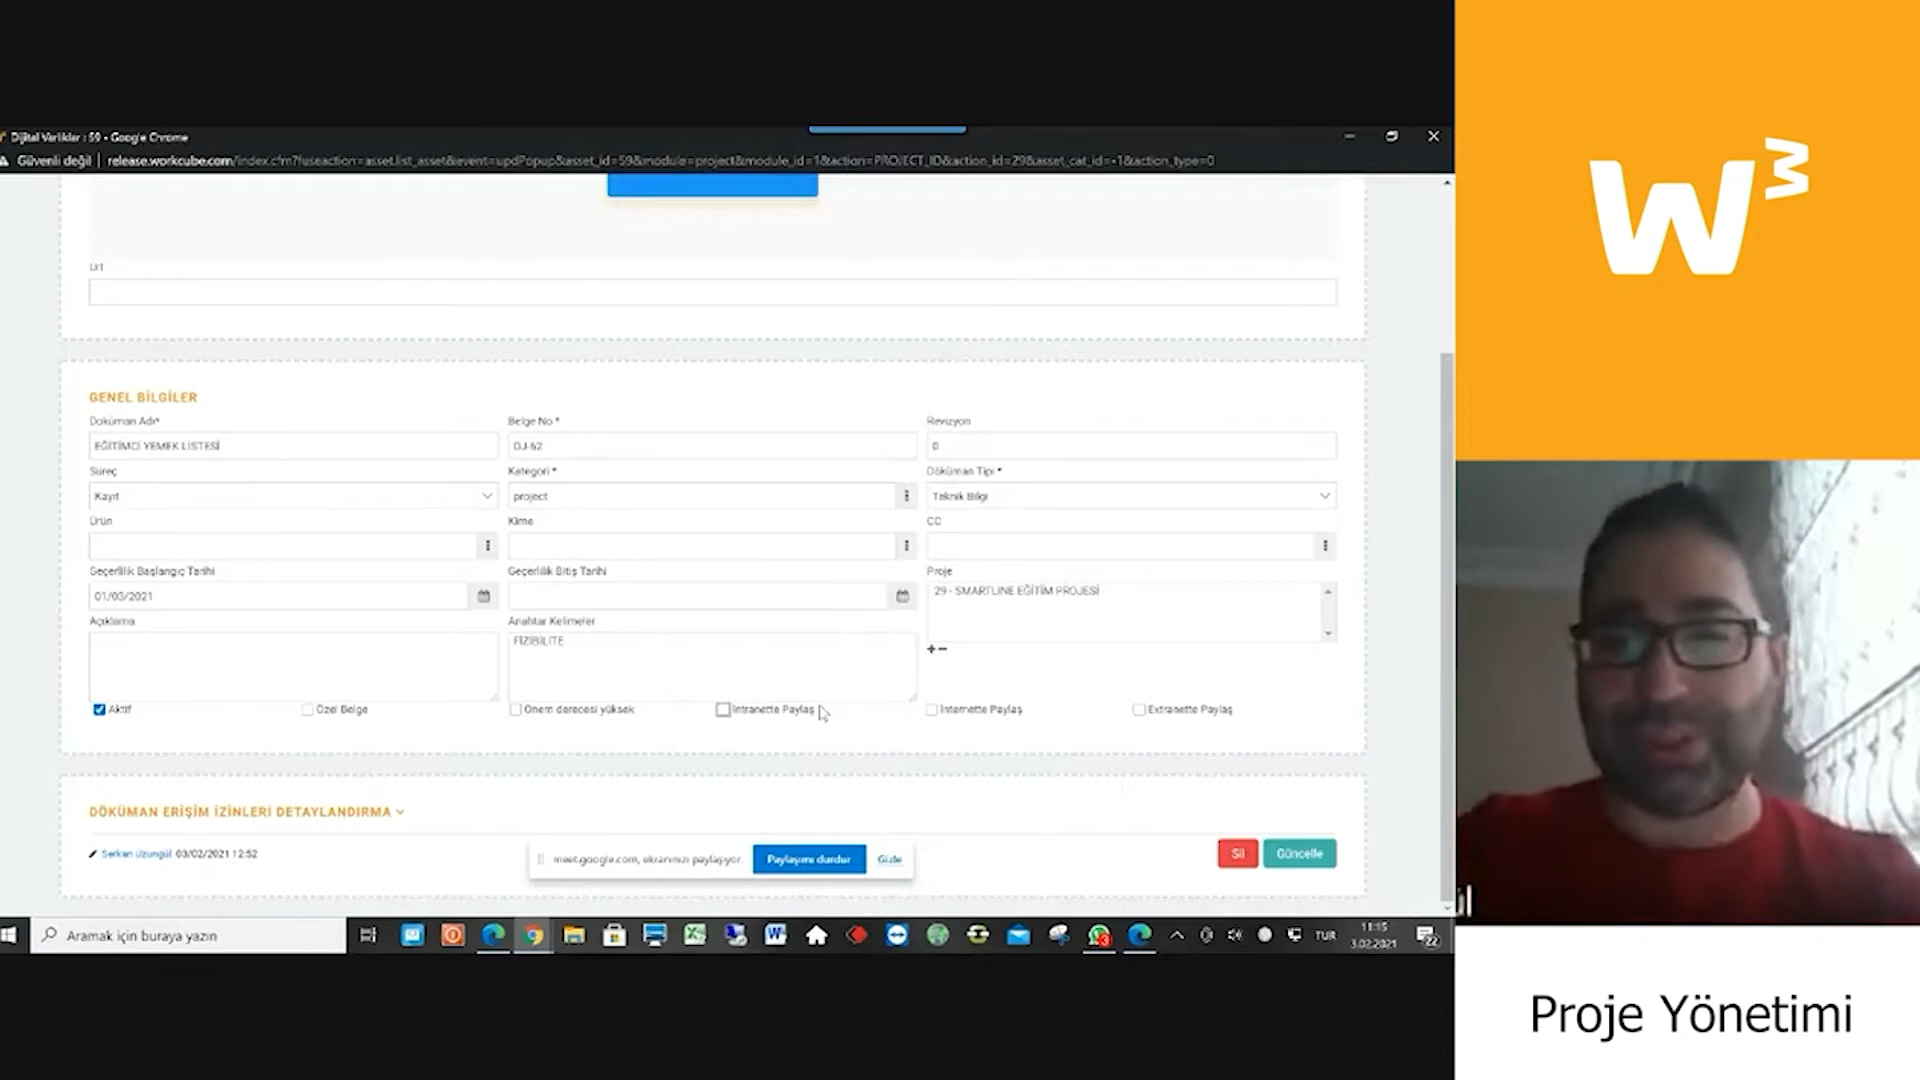 Dijital Varlıklar : 59 - Google Chrome
Güvenli değil | release.workcube.com/index.cfm?fuseaction=asset.list_asset&event=updPopup&asset_id=59&module=project&module_id=1&action=PROJECT_ID&action_id=29&asset_cat_id=-1&action_type=0
Url
GENEL BİLGİLER
Doküman Adı* Belge No * Revizyon
EĞİTİMCİ YEMEK LİSTESİ DJ-62 0
Süreç Kategori * Döküman Tipi *
Kayıt project Teknik Bilgi
Ürün Kime CC
Geçerlilik Başlangıç Tarihi Geçerlilik Bitiş Tarihi Proje
01/03/2021 29 - SMARTLINE EĞİTİM PROJESİ
Açıklama Anahtar Kelimeler
FİZİBİLİTE
Aktif Özel Belge Önem derecesi yüksek Intranette Paylaş Internette Paylaş Extranette Paylaş
DÖKÜMAN ERİŞİM İZİNLERİ DETAYLANDIRMA
Serkan Uzungül 03/02/2021 12:52
meet.google.com, ekranınızı paylaşıyor. Paylaşımı durdur Gizle
Sil Güncelle
Aramak için buraya yazın
TUR
11:15
3.02.2021
22
W3
Proje Yönetimi